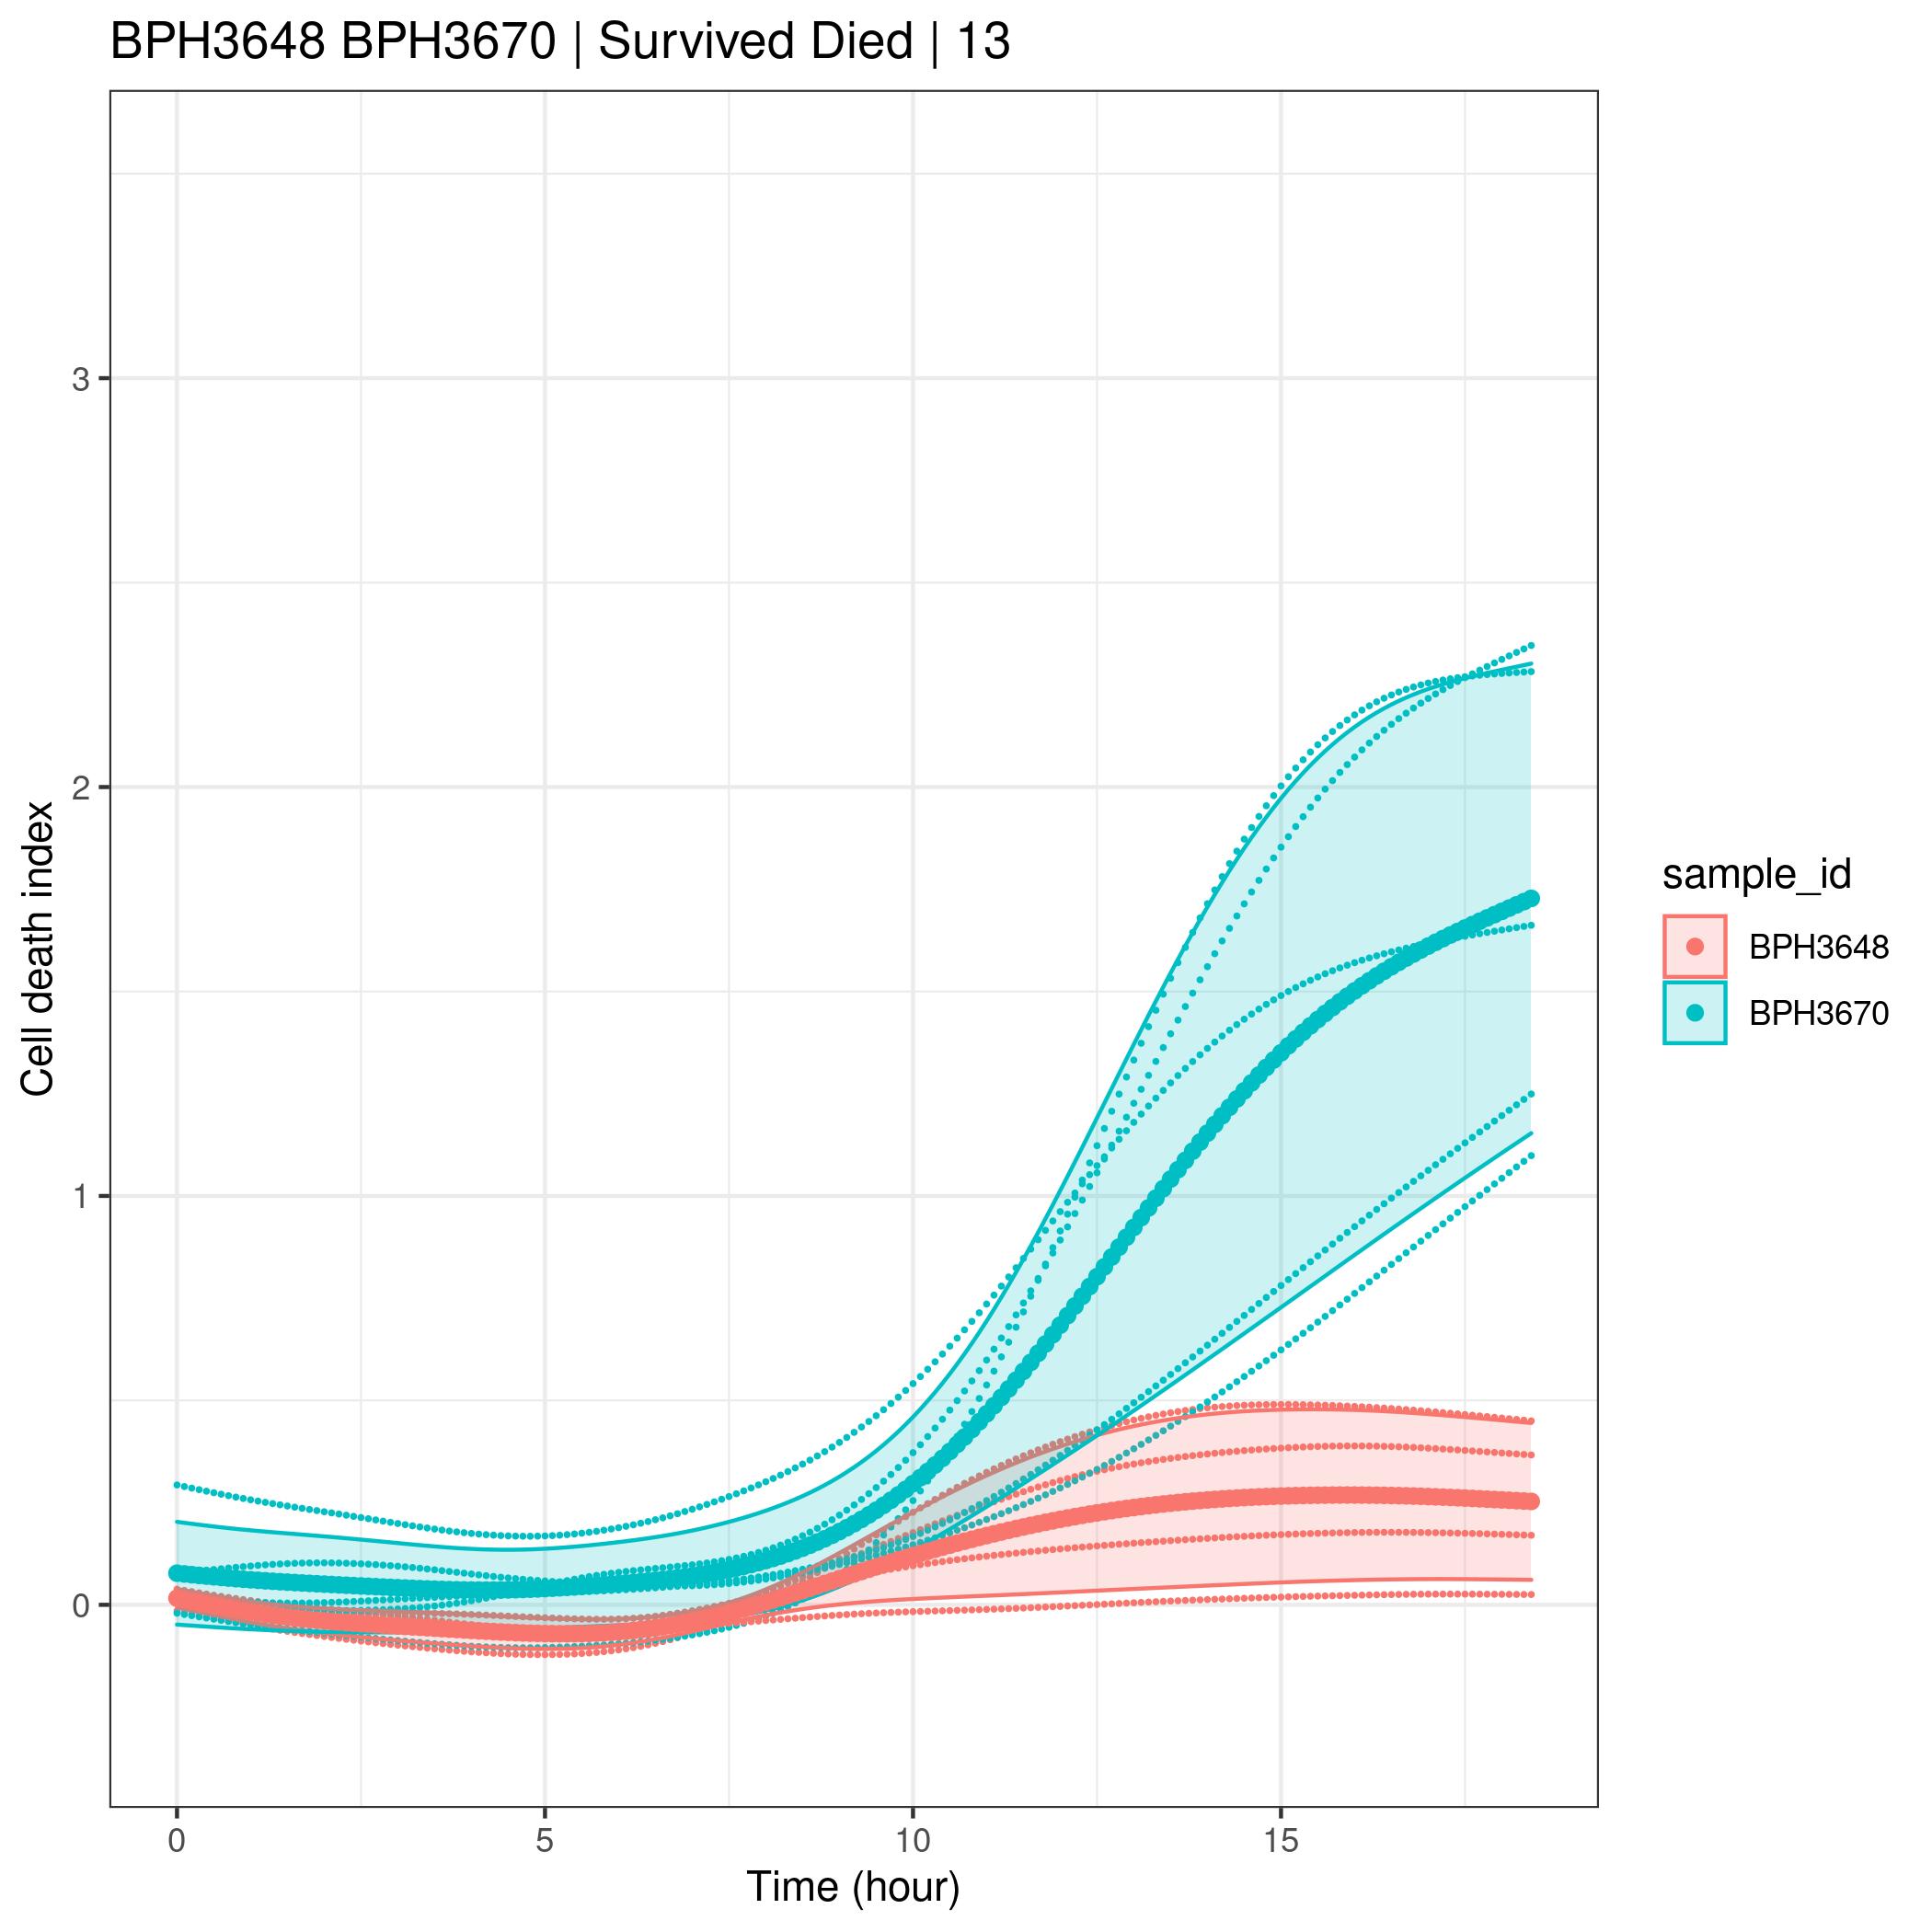 BPH3648 BPH3670 | Survived Died | 13
Cell death index
3
2
1
0
0 5 10 15
Time (hour)
sample_id
BPH3648
BPH3670